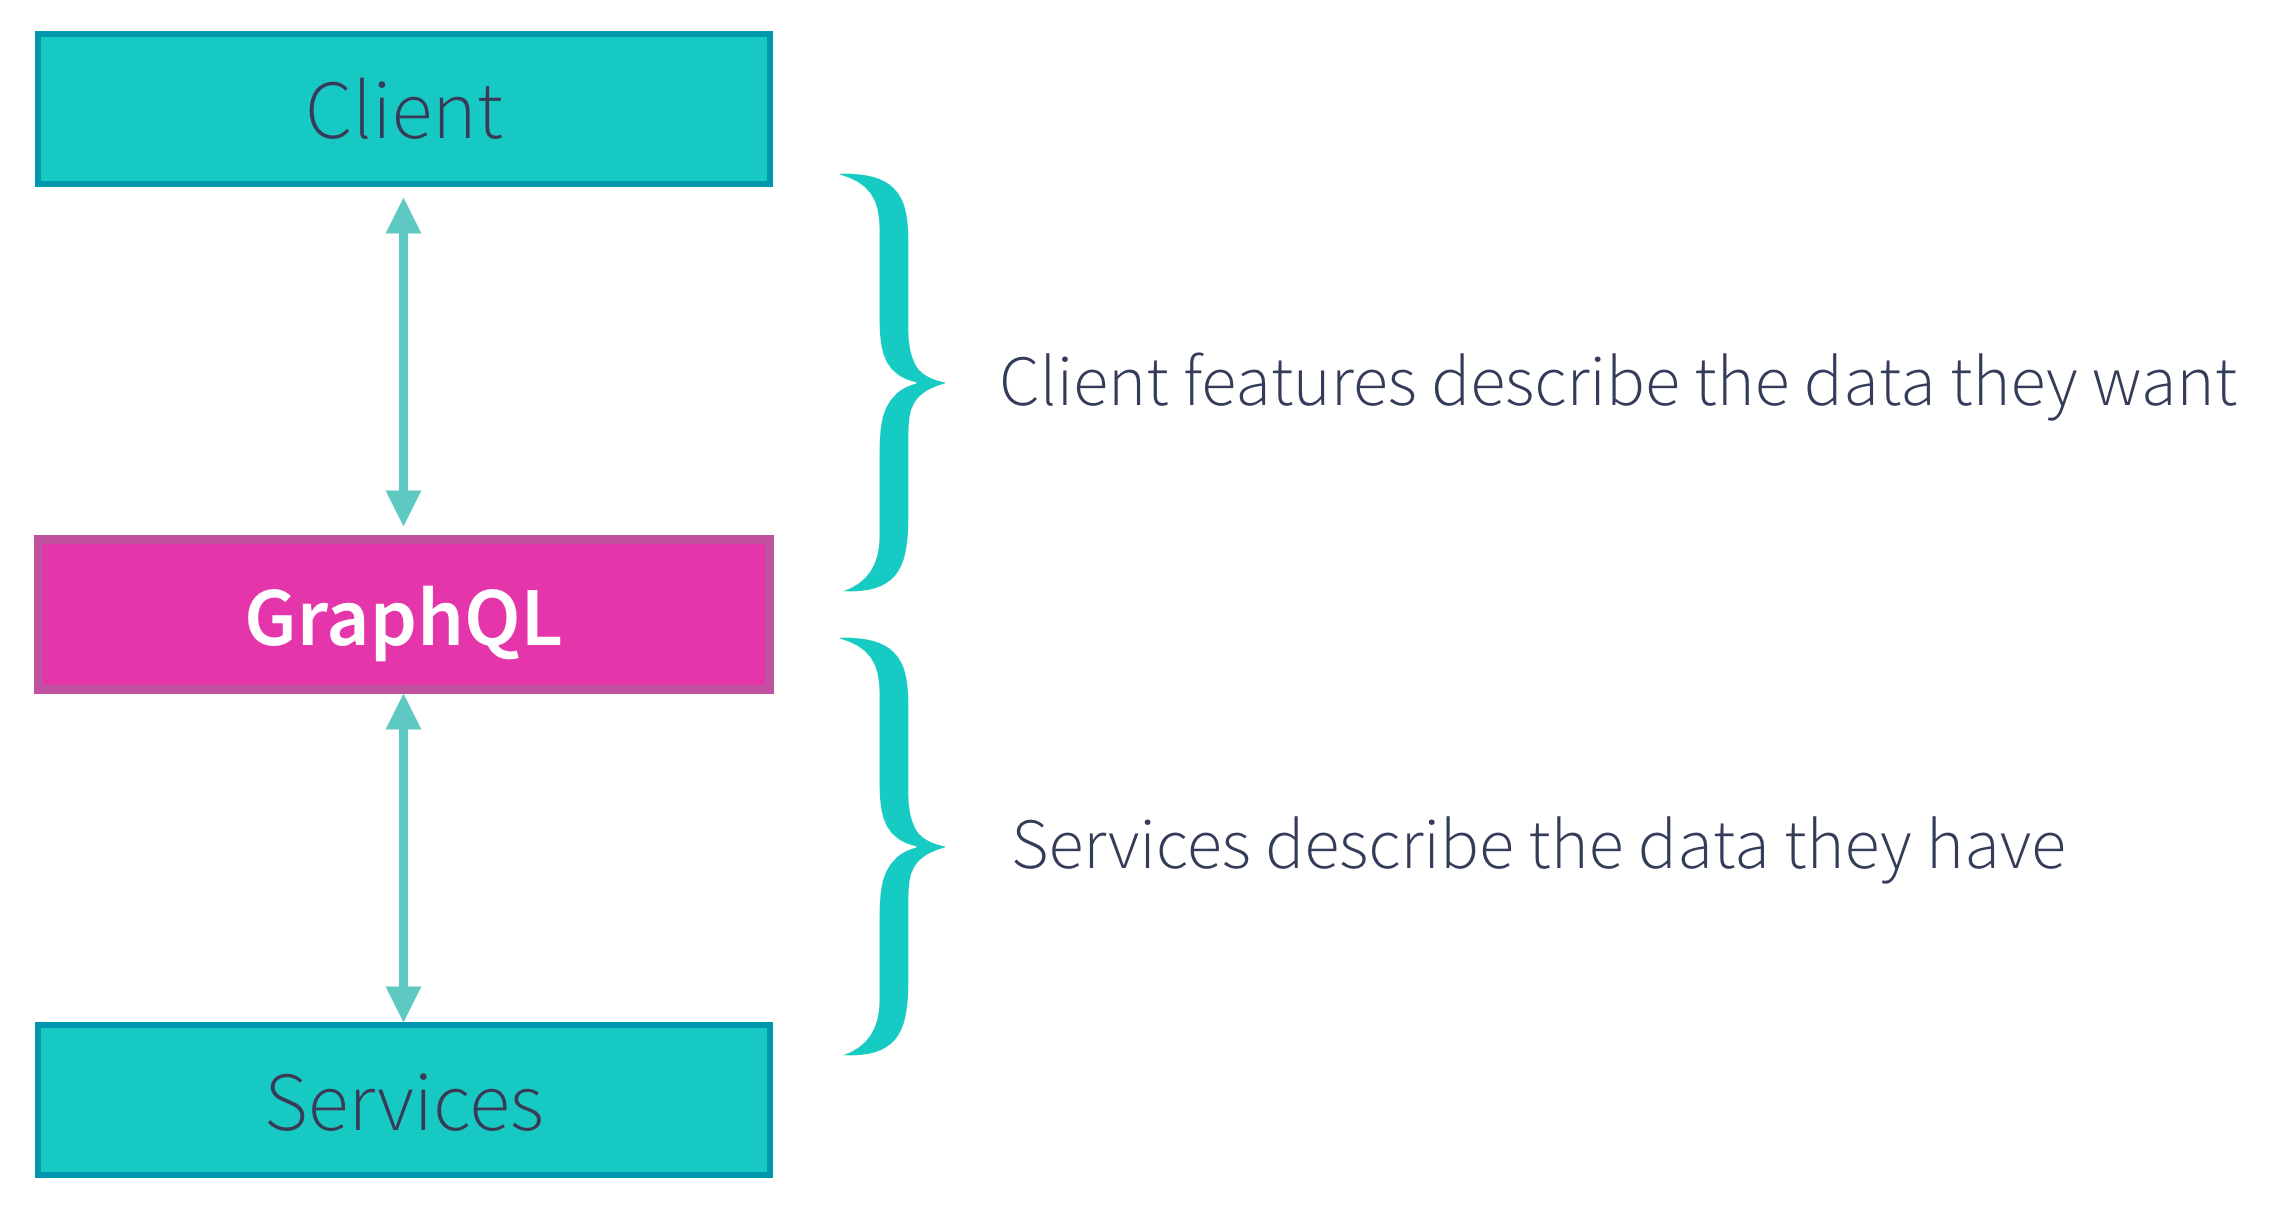 Client
Client features describe the data they want
GraphQL
Services describe the data they have
Services